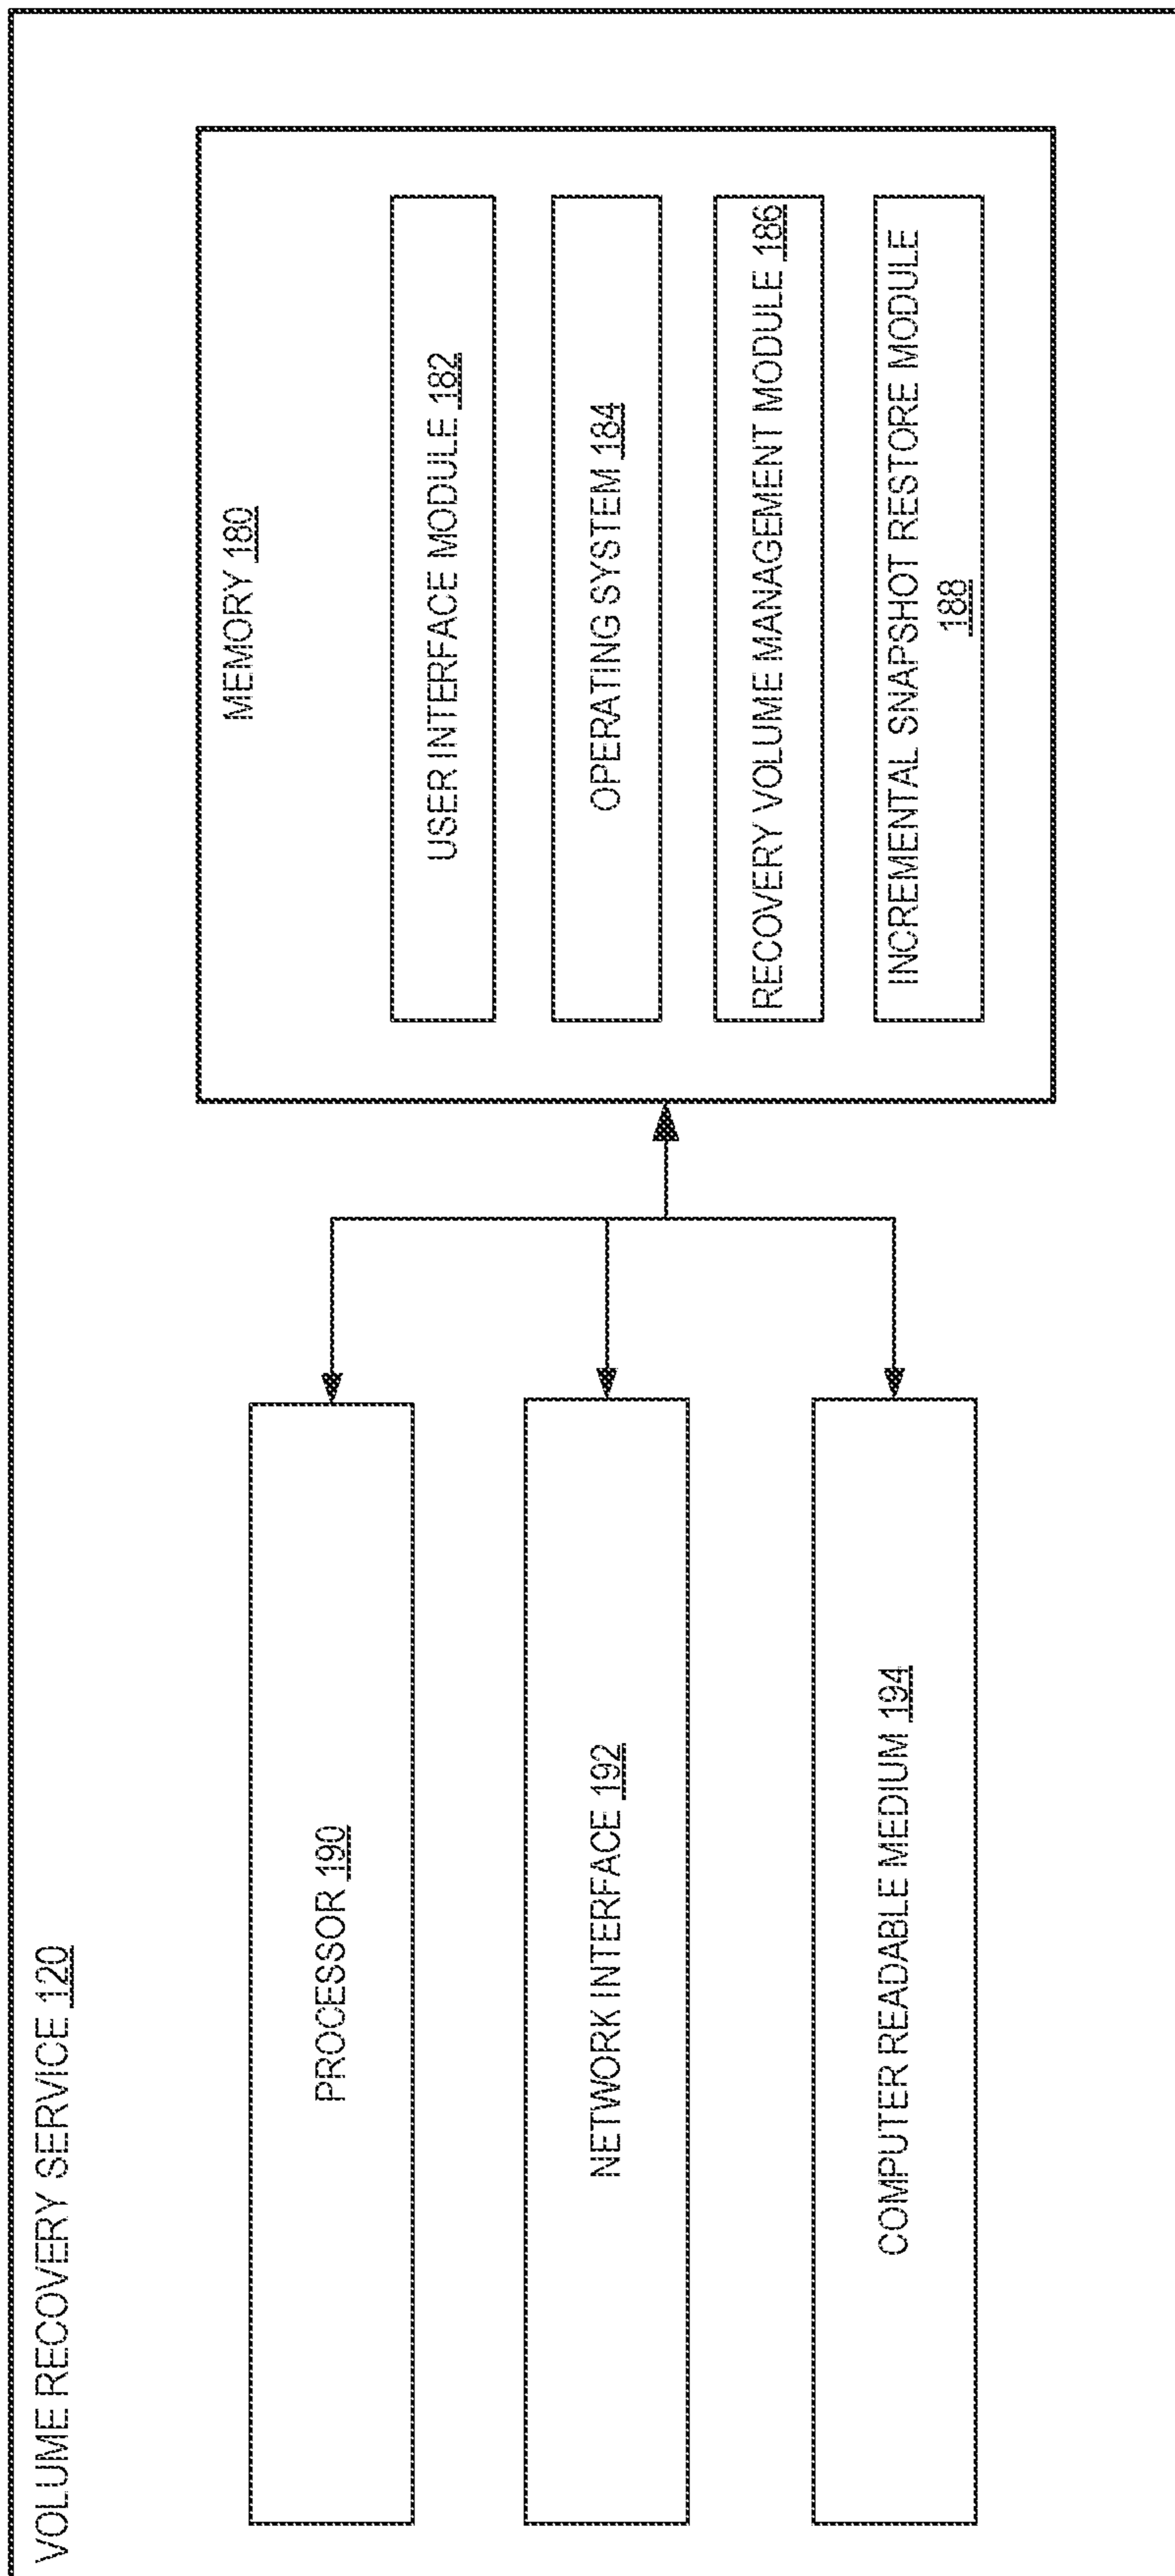 VOLUME RECOVERY SERVICE 120
PROCESSOR 190
NETWORK INTERFACE 192
COMPUTER READABLE MEDIUM 194
MEMORY 180
USER INTERFACE MODULE 182
OPERATING SYSTEM 184
RECOVERY VOLUME MANAGEMENT MODULE 186
INCREMENTAL SNAPSHOT RESTORE MODULE
188